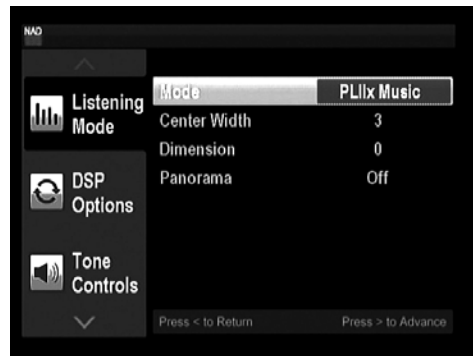 NAD
Listening
Mode
DSP
Options
Tone
Controls
Mode PLIIx Music
Center Width 3
Dimension 0
Panorama Off
Press < to Return Press > to Advance